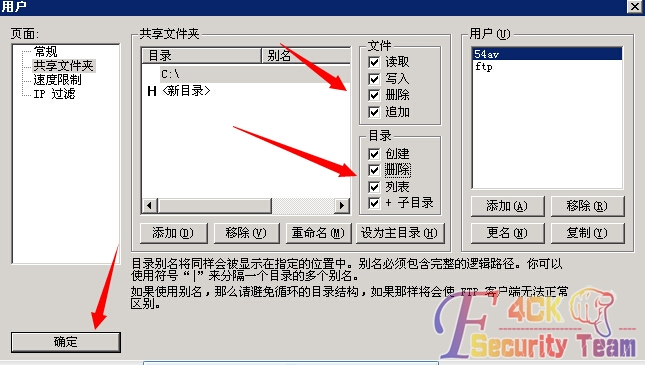 用户
页面:
常规
共享文件夹
速度限制
IP 过滤
共享文件夹
目录
别名
C:\
H <新目录>
添加(D)
移除(V)
重命名(M)
设为主目录(H)
文件
读取
写入
删除
追加
目录
创建
删除
列表
+ 子目录
用户(U)
54av
ftp
添加(A)
移除(R)
更名(N)
复制(Y)
目录别名将同样会被显示在指定的位置中。别名必须包含完整的逻辑路径。你可以
使用符号“|”来分隔一个目录的多个别名。
如果使用别名,那么请避免循环的目录结构,如果那样将会使 FTP 客户端无法正常
区别。
确定
F4CK
Security Team